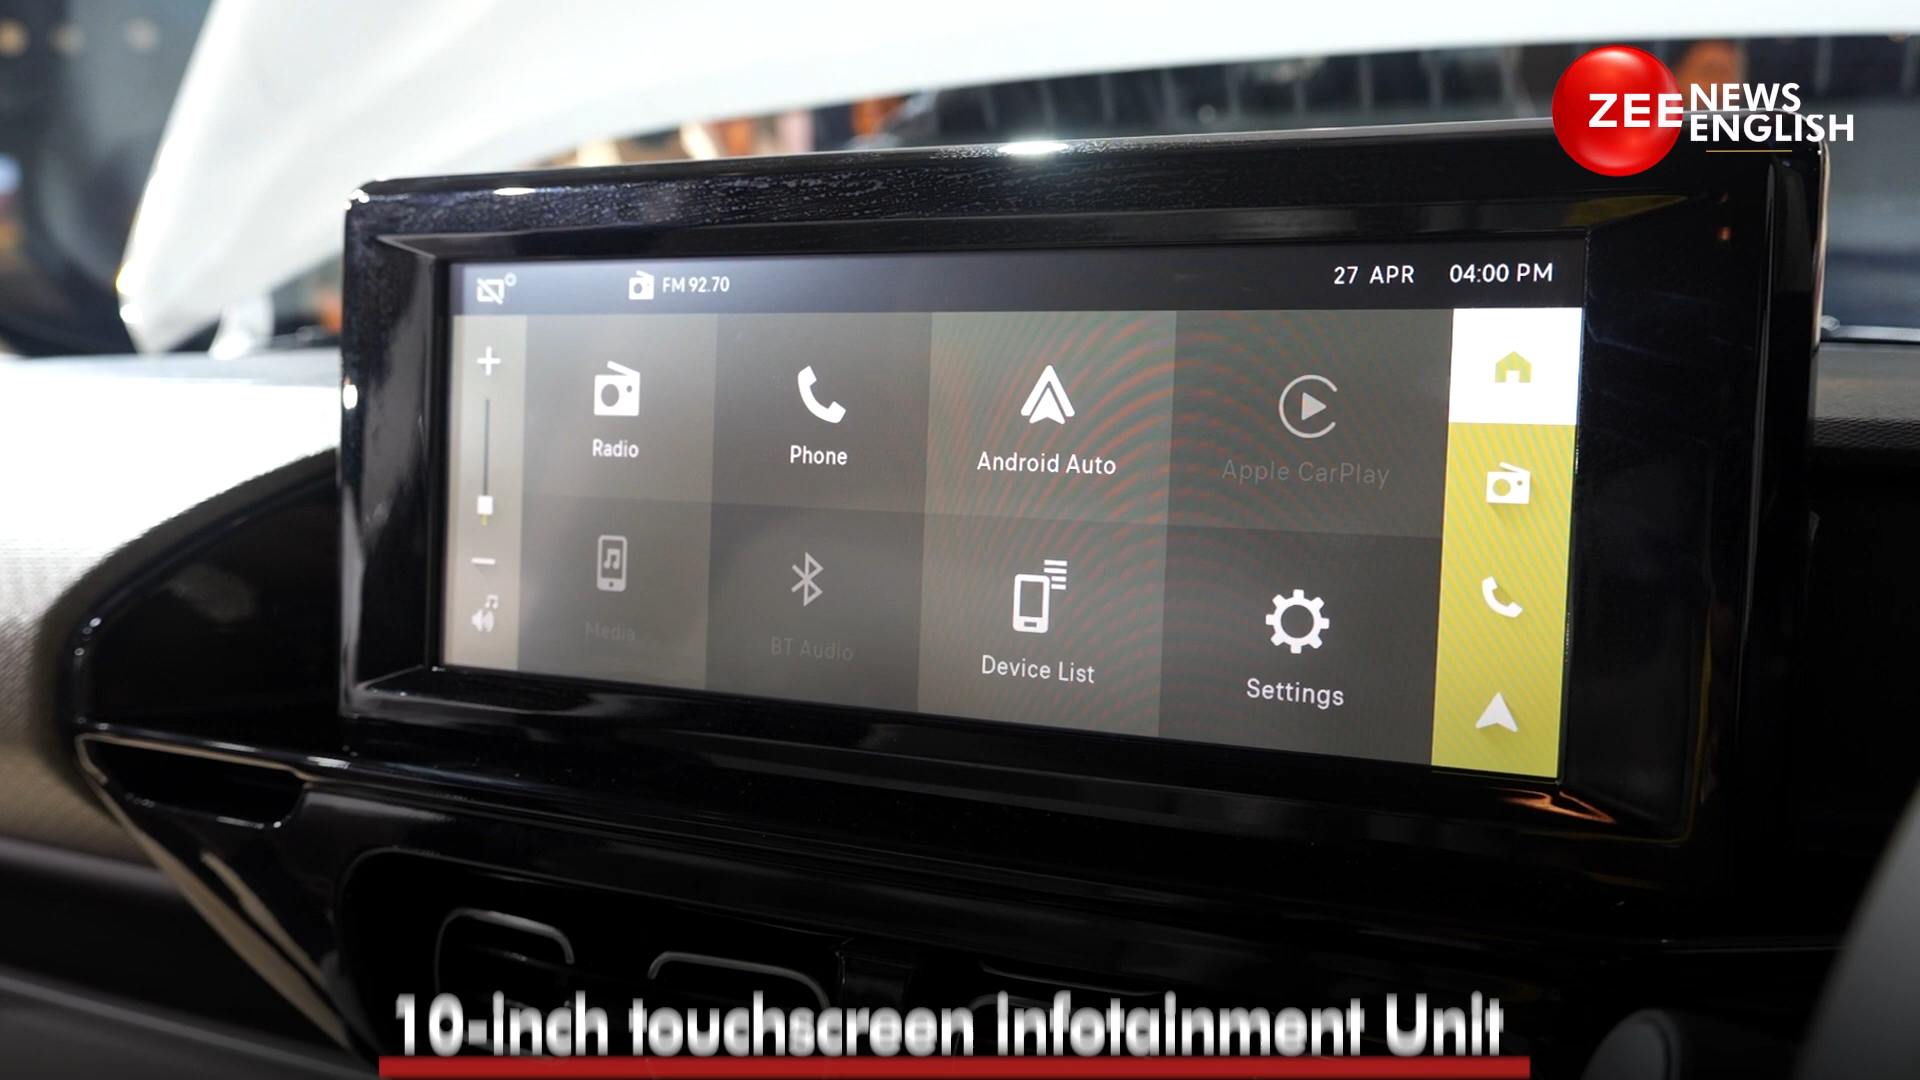 ZEE NEWS
ENGLISH
FM 92.70
27 APR 04:00 PM
Radio
Phone
Android Auto
Apple CarPlay
Media
BT Audio
Device List
Settings
10-inch touchscreen infotainment Unit